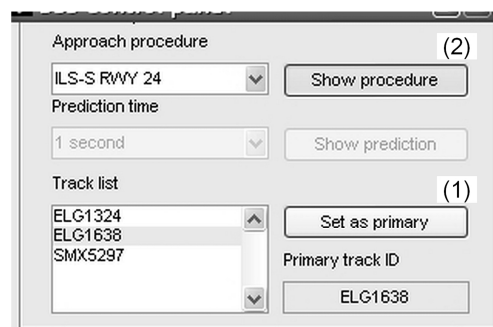 Approach procedure
(2)
ILS-S RWY 24
Show procedure
Prediction time
1 second
Show prediction
Track list
(1)
ELG1324
Set as primary
ELG1638
SMX5297
Primary track ID
ELG1638